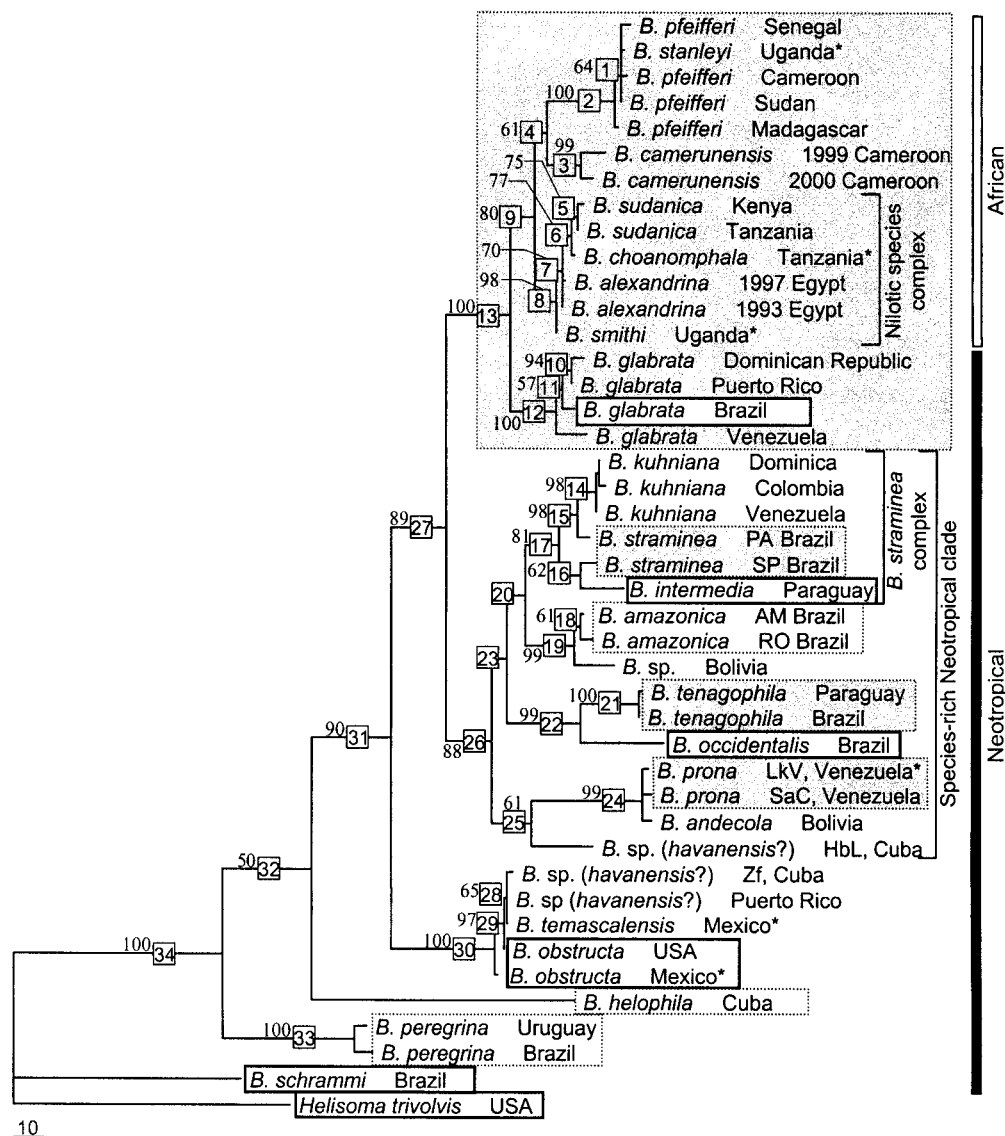 B. pfeifferi Senegal
B. stanleyi Uganda*
64 1 B. pfeifferi Cameroon
100 2 B. pfeifferi Sudan
B. pfeifferi Madagascar
61 4
99 3 B. camerunensis 1999 Cameroon
B. camerunensis 2000 Cameroon
75
77
80 9
5 B. sudanica Kenya
6 B. sudanica Tanzania
B. choanomphala Tanzania*
70 7 B. alexandrina 1997 Egypt
98 8 B. alexandrina 1993 Egypt
B. smithi Uganda*
Nilotic species complex
African
100 13
94 10 B. glabrata Dominican Republic
57 11 B. glabrata Puerto Rico
100 12 B. glabrata Brazil
B. glabrata Venezuela
B. kuhniana Dominica
98 14 B. kuhniana Colombia
98 15 B. kuhniana Venezuela
81 17 B. straminea PA Brazil
62 16 B. straminea SP Brazil
B. intermedia Paraguay
B. straminea complex
89 27
20
61 18 B. amazonica AM Brazil
99 19 B. amazonica RO Brazil
B. sp. Bolivia
23
100 21 B. tenagophila Paraguay
99 22 B. tenagophila Brazil
B. occidentalis Brazil
90 31
88 26
B. prona LkV, Venezuela*
99 24 B. prona SaC, Venezuela
61 25 B. andecola Bolivia
B. sp. (havanensis?) HbL, Cuba
Species-rich Neotropical clade
Neotropical
50 32
B. sp. (havanensis?) Zf, Cuba
65 28 B. sp (havanensis?) Puerto Rico
97 29 B. temascalensis Mexico*
100 30 B. obstructa USA
B. obstructa Mexico*
100 34
B. helophila Cuba
100 33 B. peregrina Uruguay
B. peregrina Brazil
B. schrammi Brazil
Helisoma trivolvis USA
10